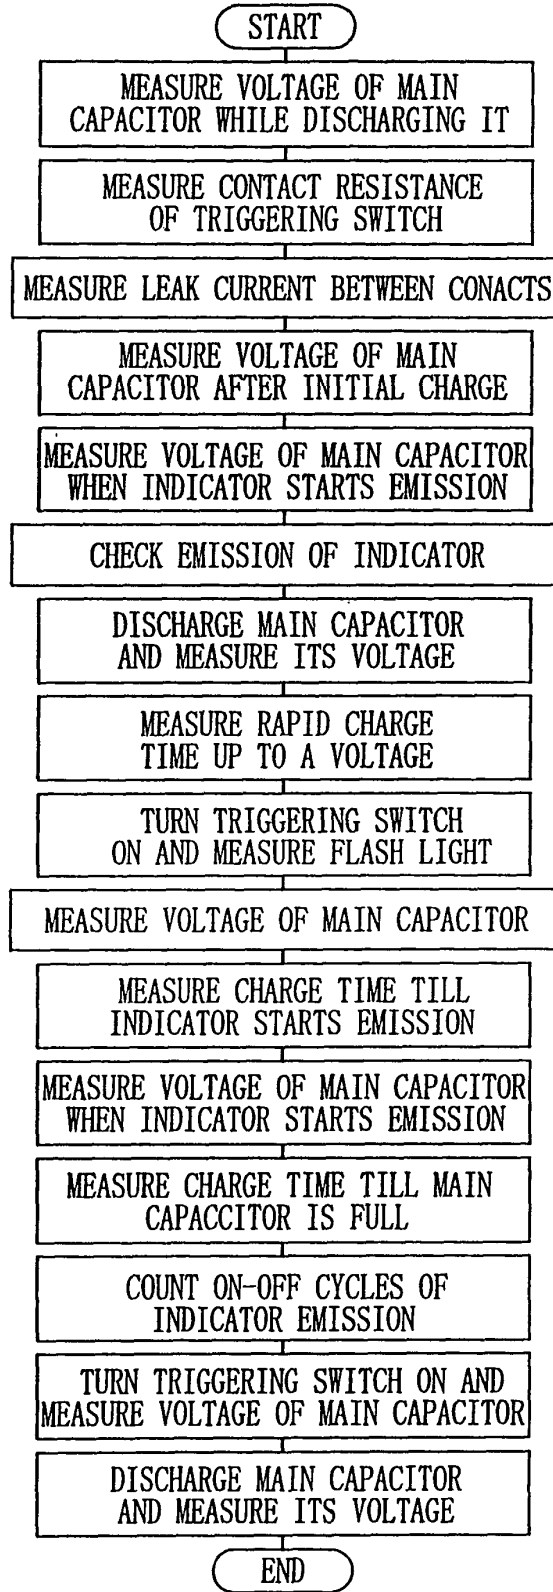 START
MEASURE VOLTAGE OF MAIN
CAPACITOR WHILE DISCHARGING IT
MEASURE CONTACT RESISTANCE
OF TRIGGERING SWITCH
MEASURE LEAK CURRENT BETWEEN CONACTS
MEASURE VOLTAGE OF MAIN
CAPACITOR AFTER INITIAL CHARGE
MEASURE VOLTAGE OF MAIN CAPACITOR
WHEN INDICATOR STARTS EMISSION
CHECK EMISSION OF INDICATOR
DISCHARGE MAIN CAPACITOR
AND MEASURE ITS VOLTAGE
MEASURE RAPID CHARGE
TIME UP TO A VOLTAGE
TURN TRIGGERING SWITCH
ON AND MEASURE FLASH LIGHT
MEASURE VOLTAGE OF MAIN CAPACITOR
MEASURE CHARGE TIME TILL
INDICATOR STARTS EMISSION
MEASURE VOLTAGE OF MAIN CAPACITOR
WHEN INDICATOR STARTS EMISSION
MEASURE CHARGE TIME TILL MAIN
CAPACCITOR IS FULL
COUNT ON-OFF CYCLES OF
INDICATOR EMISSION
TURN TRIGGERING SWITCH ON AND
MEASURE VOLTAGE OF MAIN CAPACITOR
DISCHARGE MAIN CAPACITOR
AND MEASURE ITS VOLTAGE
END